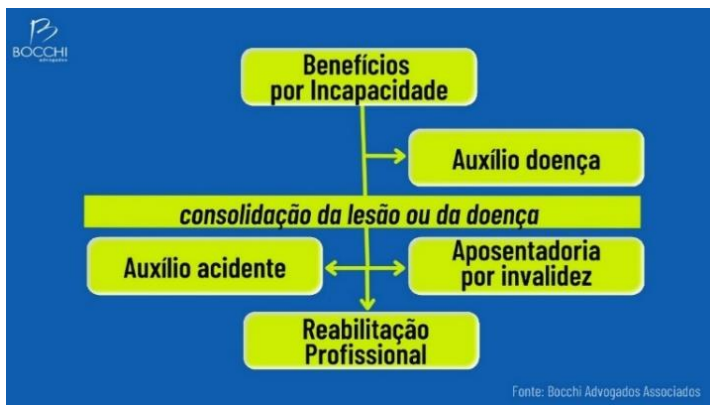 BOCCHI
advogados
Benefícios
por Incapacidade
Auxílio doença
consolidação da lesão ou da doença
Auxílio acidente
Aposentadoria
por invalidez
Reabilitação
Profissional
Fonte: Bocchi Advogados Associados